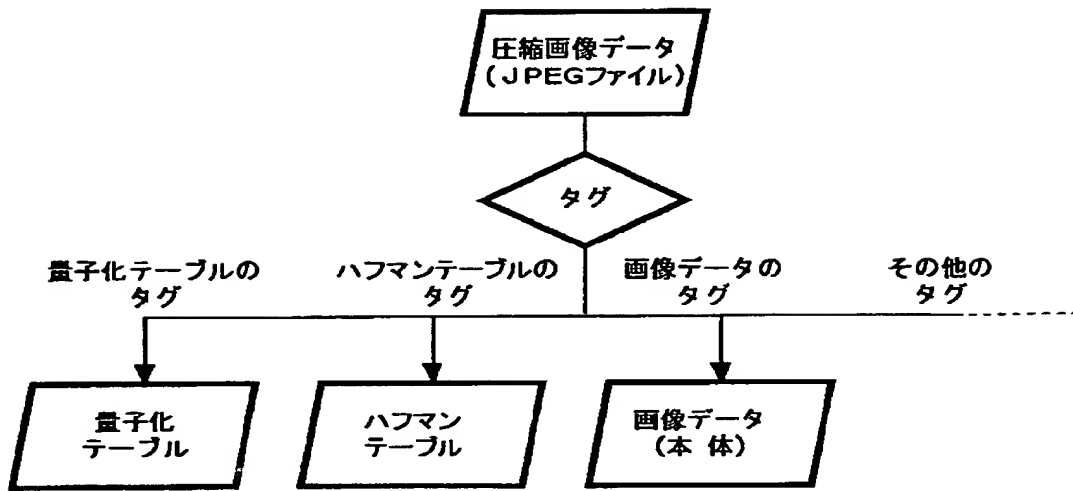 圧縮画像データ
(JPEGファイル)
タグ
量子化テーブルの
タグ
ハフマンテーブルの
タグ
画像データの
タグ
その他の
タグ
量子化
テーブル
ハフマン
テーブル
画像データ
(本 体)